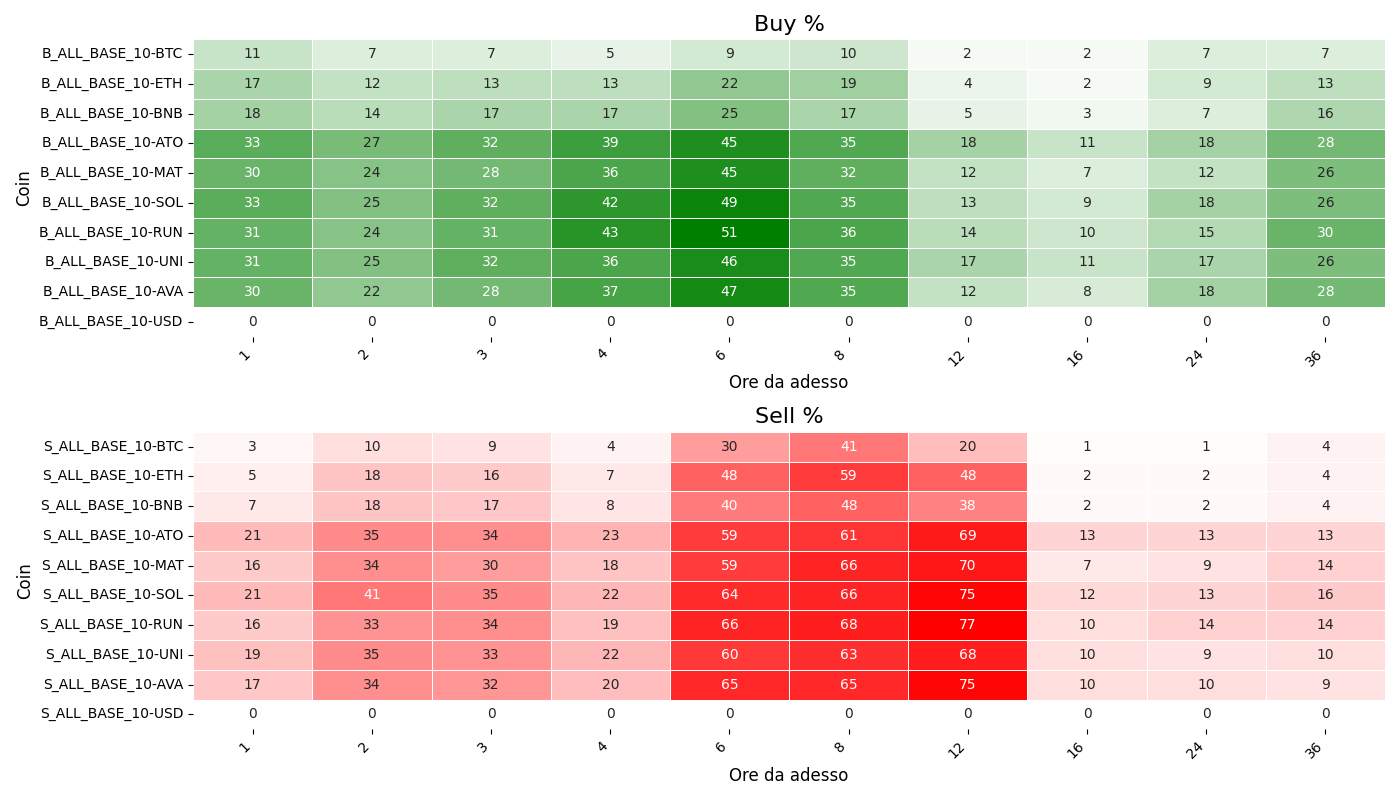 Buy %
Coin
B_ALL_BASE_10-BTC 11 7 7 5 9 10 2 2 7 7
B_ALL_BASE_10-ETH 17 12 13 13 22 19 4 2 9 13
B_ALL_BASE_10-BNB 18 14 17 17 25 17 5 3 7 16
B_ALL_BASE_10-ATO 33 27 32 39 45 35 18 11 18 28
B_ALL_BASE_10-MAT 30 24 28 36 45 32 12 7 12 26
B_ALL_BASE_10-SOL 33 25 32 42 49 35 13 9 18 26
B_ALL_BASE_10-RUN 31 24 31 43 51 36 14 10 15 30
B_ALL_BASE_10-UNI 31 25 32 36 46 35 17 11 17 26
B_ALL_BASE_10-AVA 30 22 28 37 47 35 12 8 18 28
B_ALL_BASE_10-USD 0 0 0 0 0 0 0 0 0 0
1 2 3 4 6 8 12 16 24 36
Ore da adesso
Sell %
Coin
S_ALL_BASE_10-BTC 3 10 9 4 30 41 20 1 1 4
S_ALL_BASE_10-ETH 5 18 16 7 48 59 48 2 2 4
S_ALL_BASE_10-BNB 7 18 17 8 40 48 38 2 2 4
S_ALL_BASE_10-ATO 21 35 34 23 59 61 69 13 13 13
S_ALL_BASE_10-MAT 16 34 30 18 59 66 70 7 9 14
S_ALL_BASE_10-SOL 21 41 35 22 64 66 75 12 13 16
S_ALL_BASE_10-RUN 16 33 34 19 66 68 77 10 14 14
S_ALL_BASE_10-UNI 19 35 33 22 60 63 68 10 9 10
S_ALL_BASE_10-AVA 17 34 32 20 65 65 75 10 10 9
S_ALL_BASE_10-USD 0 0 0 0 0 0 0 0 0 0
1 2 3 4 6 8 12 16 24 36
Ore da adesso